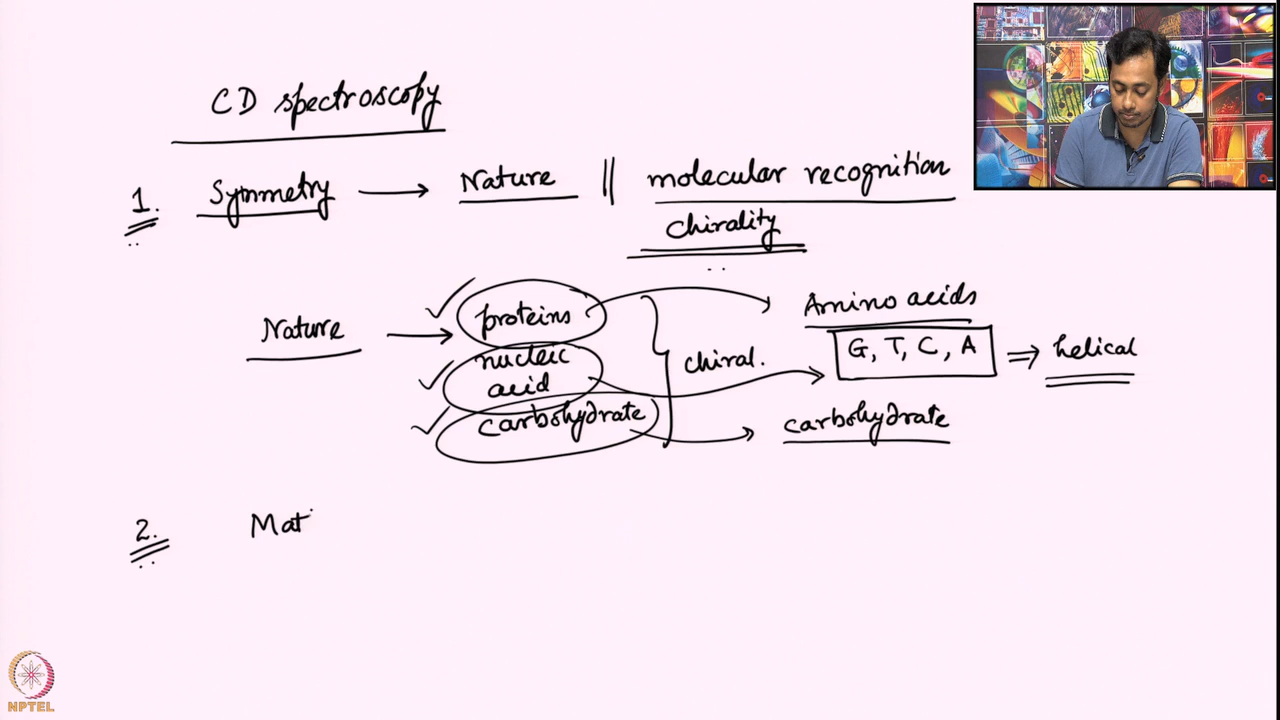 CD spectroscopy
1. Symmetry → Nature || molecular recognition
chirality
Nature → proteins
nucleic
acid
carbohydrate
chiral.
Amino acids
G, T, C, A ⇒ helical
carbohydrate
2. Mat
NPTEL